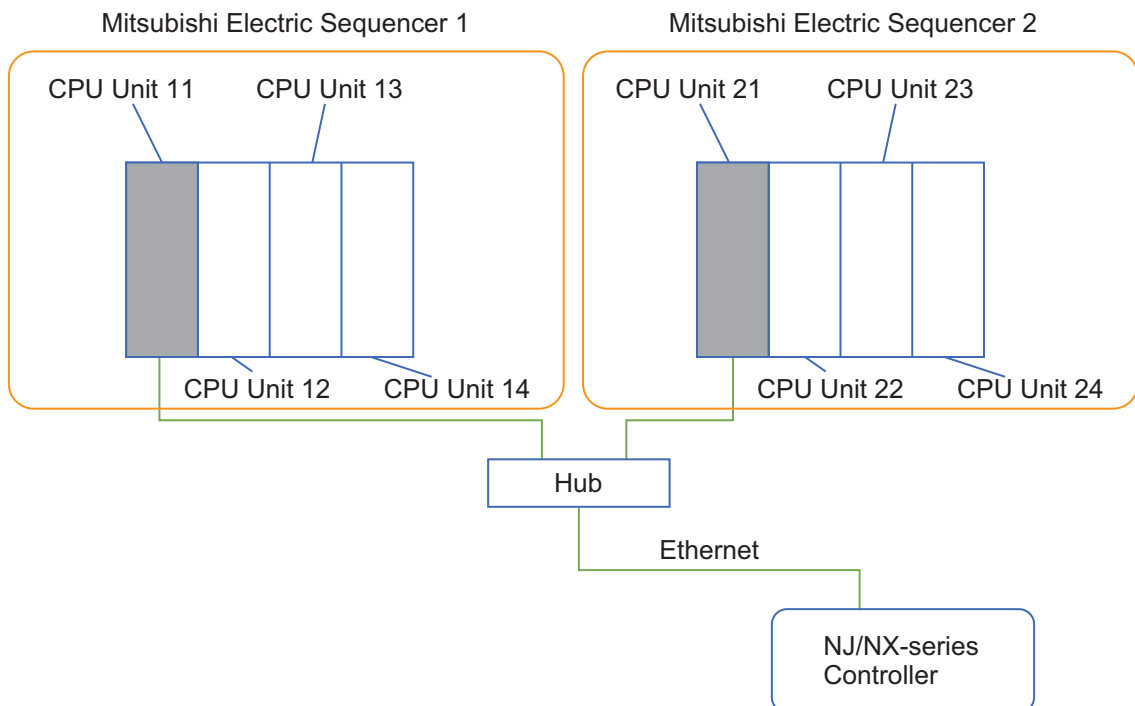 Mitsubishi Electric Sequencer 1
Mitsubishi Electric Sequencer 2
CPU Unit 11
CPU Unit 13
CPU Unit 21
CPU Unit 23
CPU Unit 12
CPU Unit 14
CPU Unit 22
CPU Unit 24
Hub
Ethernet
NJ/NX-series
Controller